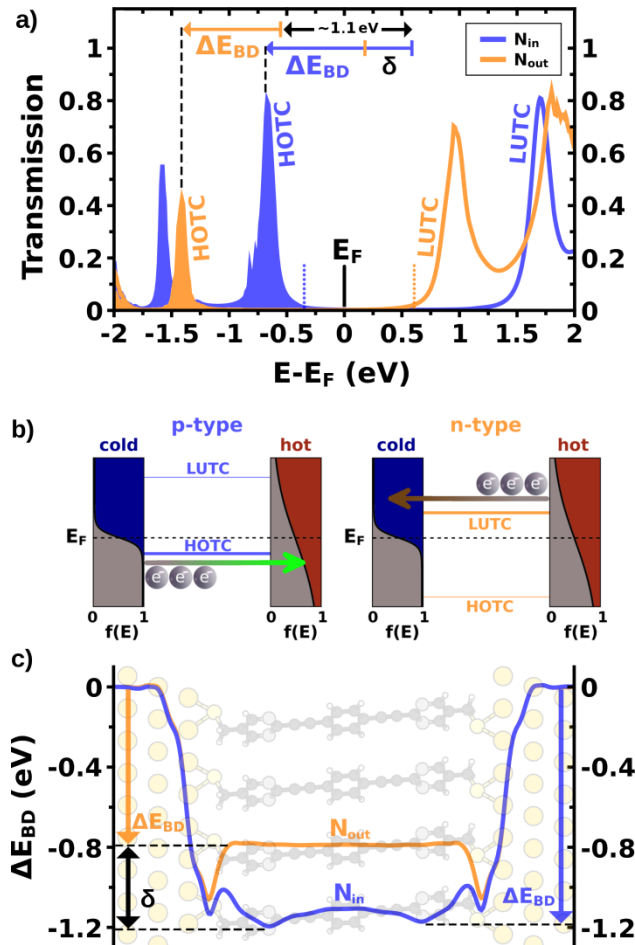 a)
~1.1 eV
ΔE_BD
ΔE_BD
δ
N_in
N_out
Transmission
1
0.8
0.6
0.4
0.2
0
HOTC
HOTC
E_F
LUTC
LUTC
1
0.8
0.6
0.4
0.2
0
-2 -1.5 -1 -0.5 0 0.5 1 1.5 2
E-E_F (eV)
b)
p-type
n-type
cold
hot
cold
hot
LUTC
e⁻ e⁻ e⁻
E_F
HOTC
e⁻ e⁻ e⁻
E_F
LUTC
HOTC
0 1 0 1 0 1 0 1
f(E) f(E) f(E) f(E)
c)
ΔE_BD (eV)
0
-0.4
-0.8
-1.2
ΔE_BD
δ
N_out
N_in
ΔE_BD
0
-0.4
-0.8
-1.2